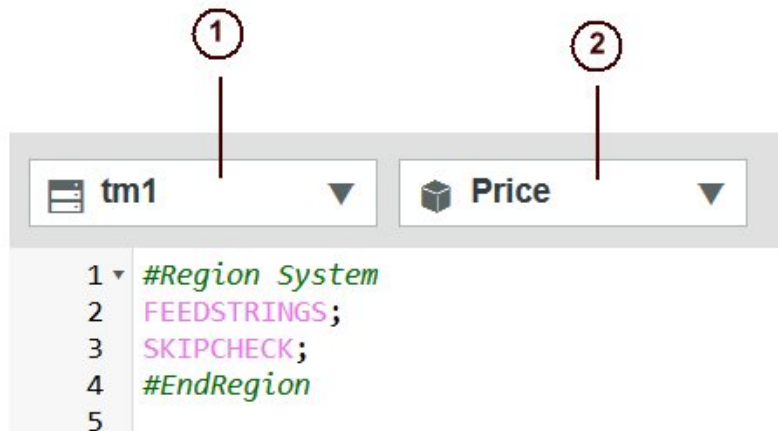 1 2
tm1 Price
1 #Region System
2 FEEDSTRINGS;
3 SKIPCHECK;
4 #EndRegion
5